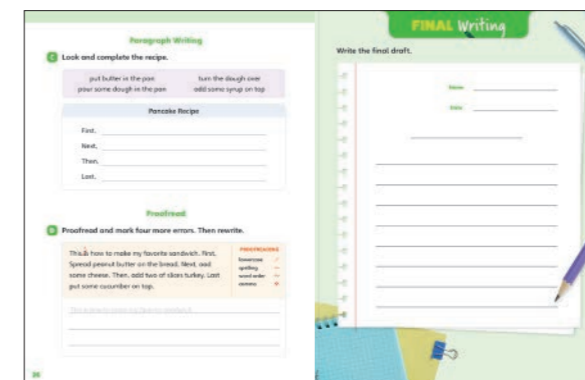 Paragraph Writing
C Look and complete the recipe.
put butter in the pan turn the dough over
pour some dough in the pan add some syrup on top
Pancake Recipe
First,
Next,
Then,
Last,
Proofread
D Proofread and mark four more errors. Then rewrite.
This is how to make my favorite sandwich. First,
Spread peanut butter on the bread. Next, add
some cheese. Then, add two of slices turkey. Last
put some cucumber on top.
PROOFREADING
lowercase
spelling
word order
comma
26
FINAL Writing
Write the final draft.
Name
Date